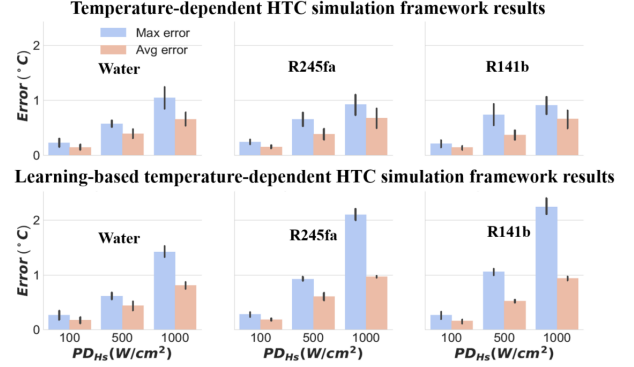 Temperature-dependent HTC simulation framework results
Max error
Avg error
Water
R245fa
R141b
Error(°C)
2
1
0
Learning-based temperature-dependent HTC simulation framework results
Water
R245fa
R141b
Error(°C)
2
1
0
100 500 1000
100 500 1000
100 500 1000
PD_Hs(W/cm²)
PD_Hs(W/cm²)
PD_Hs(W/cm²)